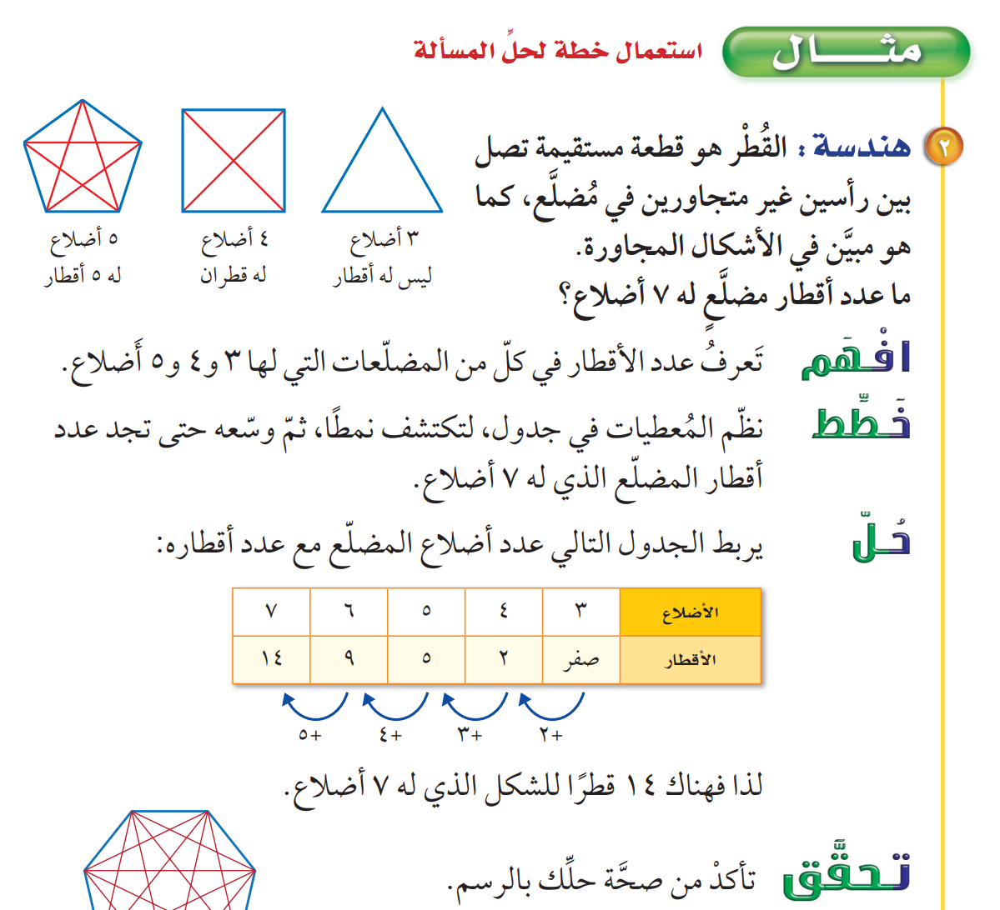 مثال
استعمال خطة لحلِّ المسألة
٢ هندسة : القُطْر هو قطعة مستقيمة تصل
بين رأسين غير متجاورين في مُضلَّع، كما
هو مبيَّن في الأشكال المجاورة.
ما عدد أقطار مضلَّعٍ له ٧ أضلاع؟
٣ أضلاع
ليس له أقطار
٤ أضلاع
له قطران
٥ أضلاع
له ٥ أقطار
افْهَم
تَعرفُ عدد الأقطار في كلّ من المضلّعات التي لها ٣ و٤ و٥ أَضلاع.
خَطِّط
نظّم المُعطيات في جدول، لتكتشف نمطًا، ثمّ وسّعه حتى تجد عدد
أقطار المضلّع الذي له ٧ أضلاع.
حُلّ
يربط الجدول التالي عدد أضلاع المضلّع مع عدد أقطاره:
الأضلاع ٣ ٤ ٥ ٦ ٧
الأقطار صفر ٢ ٥ ٩ ١٤
+٢ +٣ +٤ +٥
لذا فهناك ١٤ قطرًا للشكل الذي له ٧ أضلاع.
تحقَّق
تأكدْ من صحَّة حلِّك بالرسم.